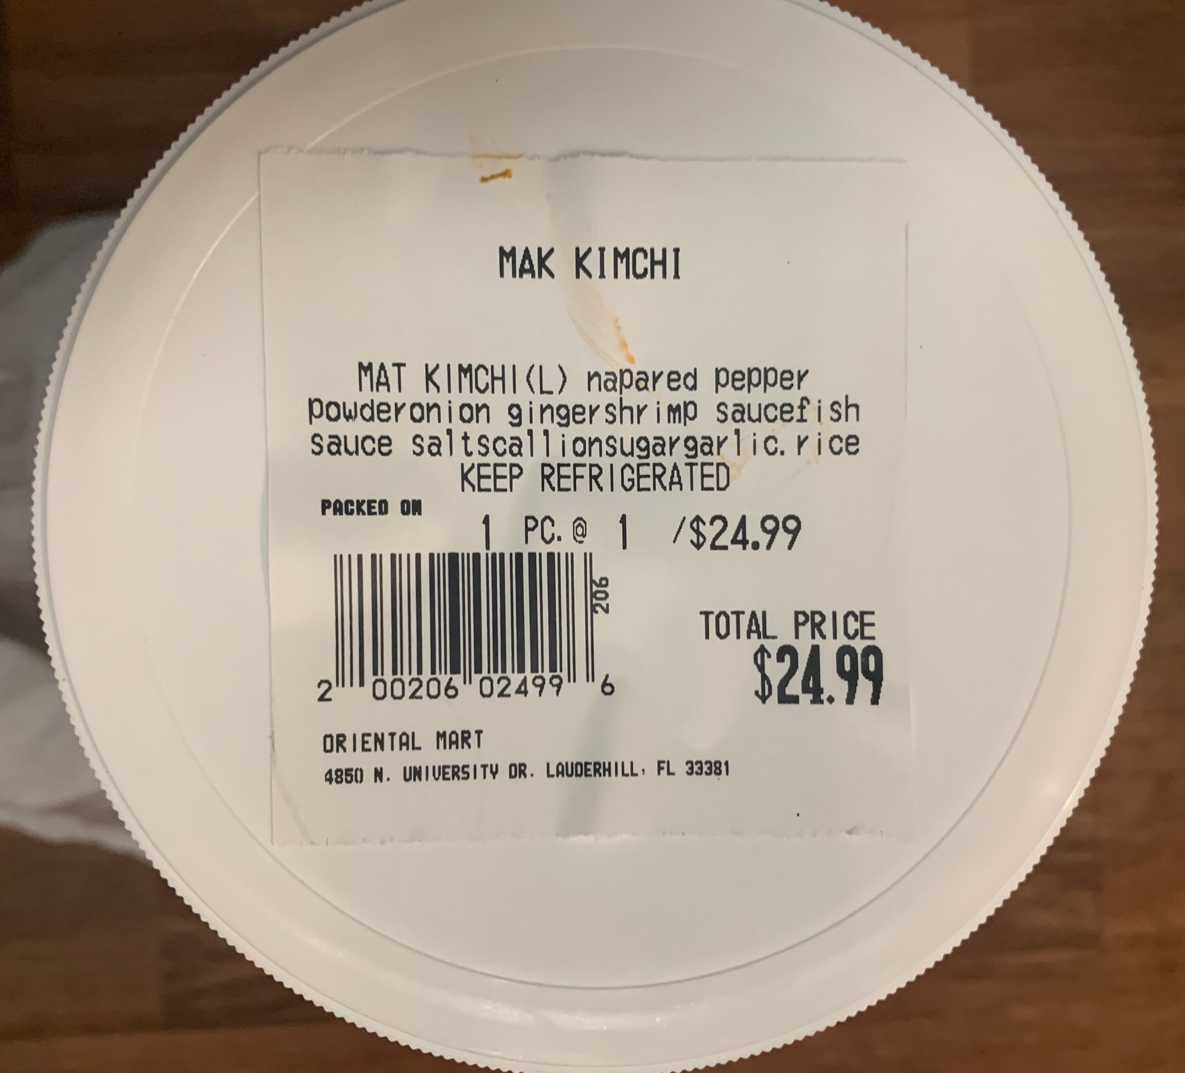 MAK KIMCHI
MAT KIMCHI(L) napared pepper
powderonion gingershrimp saucefish
sauce saltscallionsugargarlic.rice
KEEP REFRIGERATED
PACKED ON
1 PC.@ 1 /$24.99
206
TOTAL PRICE
$24.99
2 00206 02499 6
ORIENTAL MART
4850 N. UNIVERSITY DR. LAUDERHILL, FL 33381